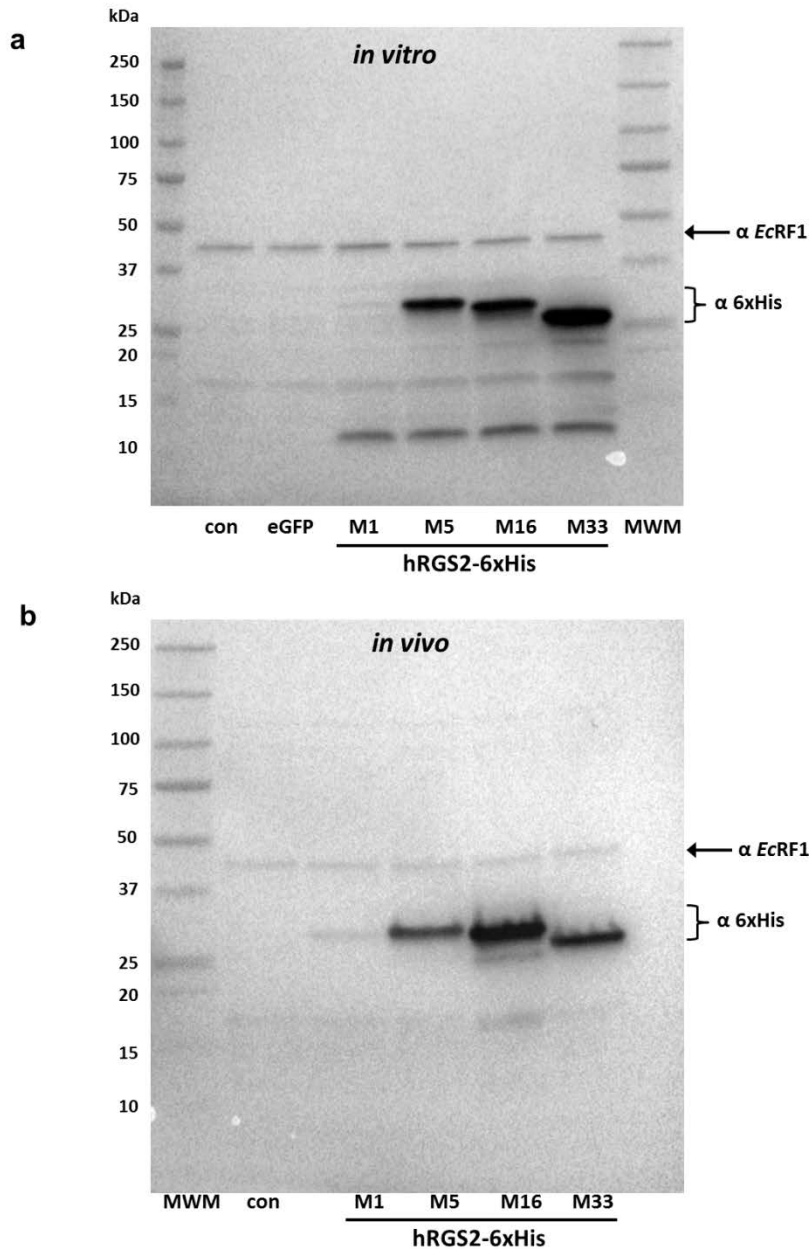 a
kDa
in vitro
250
150
100
75
50
α EcRF1
37
α 6xHis
25
20
15
10
con eGFP M1 M5 M16 M33 MWM
hRGS2-6xHis
b
kDa
in vivo
250
150
100
75
50
α EcRF1
37
α 6xHis
25
20
15
10
MWM con M1 M5 M16 M33
hRGS2-6xHis